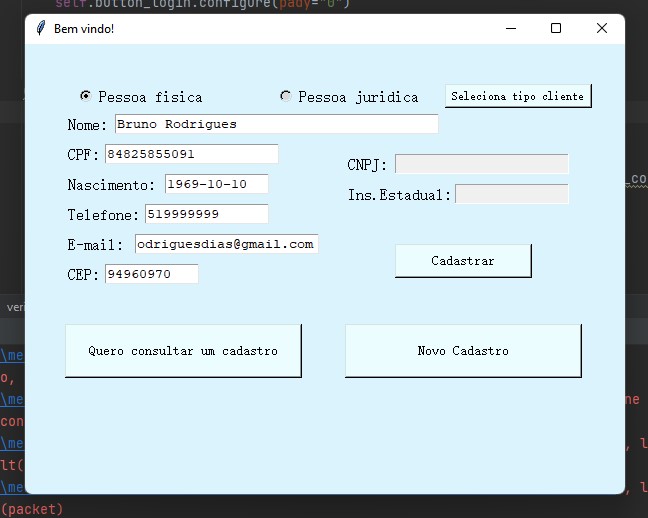 self.button_login.configure(pady="0")
Bem vindo!
Pessoa fisica
Pessoa juridica
Seleciona tipo cliente
Nome: Bruno Rodrigues
CPF: 84825855091
CNPJ:
Nascimento: 1969-10-10
Ins.Estadual:
Telefone: 519999999
E-mail: odriguesdias@gmail.com
Cadastrar
CEP: 94960970
Quero consultar um cadastro
Novo Cadastro
_co
veri
\me
o,
\me
ne
con
\me
, l
lt(
\me
, l
(packet)